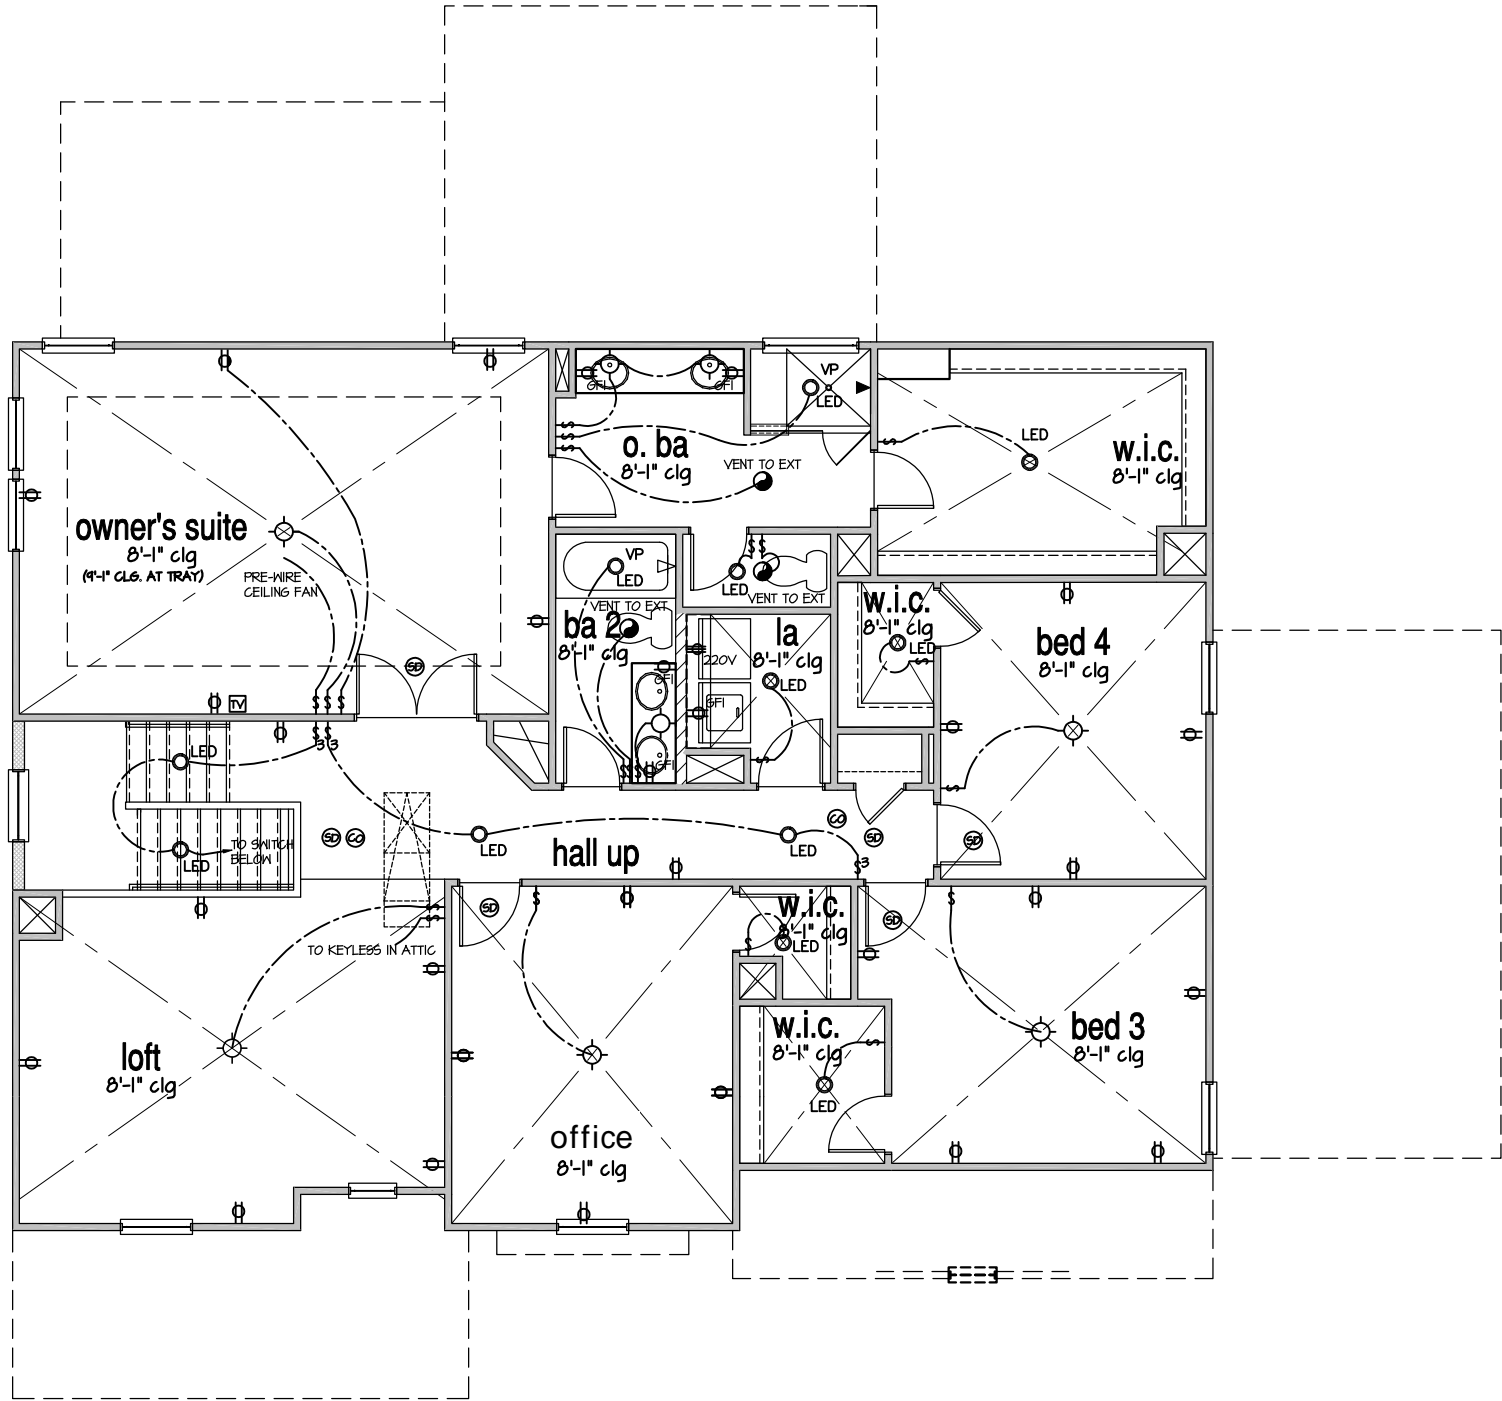 VP
GFI
GFI
LED
LED
o. ba
8'-1" clg
w.i.c.
8'-1" clg
VENT TO EXT
owner's suite
8'-1" clg
(9'-1" CLG. AT TRAY)
PRE-WIRE
CEILING FAN
VP
LED
LED
VENT TO EXT
VENT TO EXT
w.i.c.
8'-1" clg
LED
ba 2
8'-1" clg
la
8'-1" clg
220V
LED
bed 4
8'-1" clg
SD
GFI
GFI
TV
3
3
LED
GFI
CO
SD
SD
CO
SD
TO SWITCH
BELOW
LED
LED
hall up
LED
3
SD
w.i.c.
8'-1" clg
LED
SD
TO KEYLESS IN ATTIC
loft
8'-1" clg
w.i.c.
8'-1" clg
LED
bed 3
8'-1" clg
office
8'-1" clg